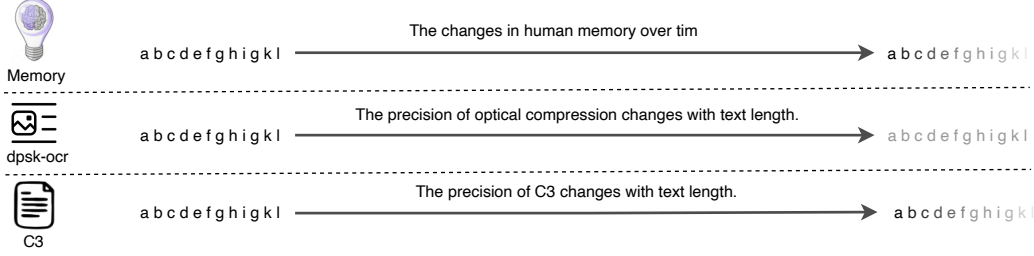 The changes in human memory over tim
a b c d e f g h i g k l a b c d e f g h i g k l
Memory
The precision of optical compression changes with text length.
a b c d e f g h i g k l a b c d e f g h i g k l
dpsk-ocr
The precision of C3 changes with text length.
a b c d e f g h i g k l a b c d e f g h i g k l
C3